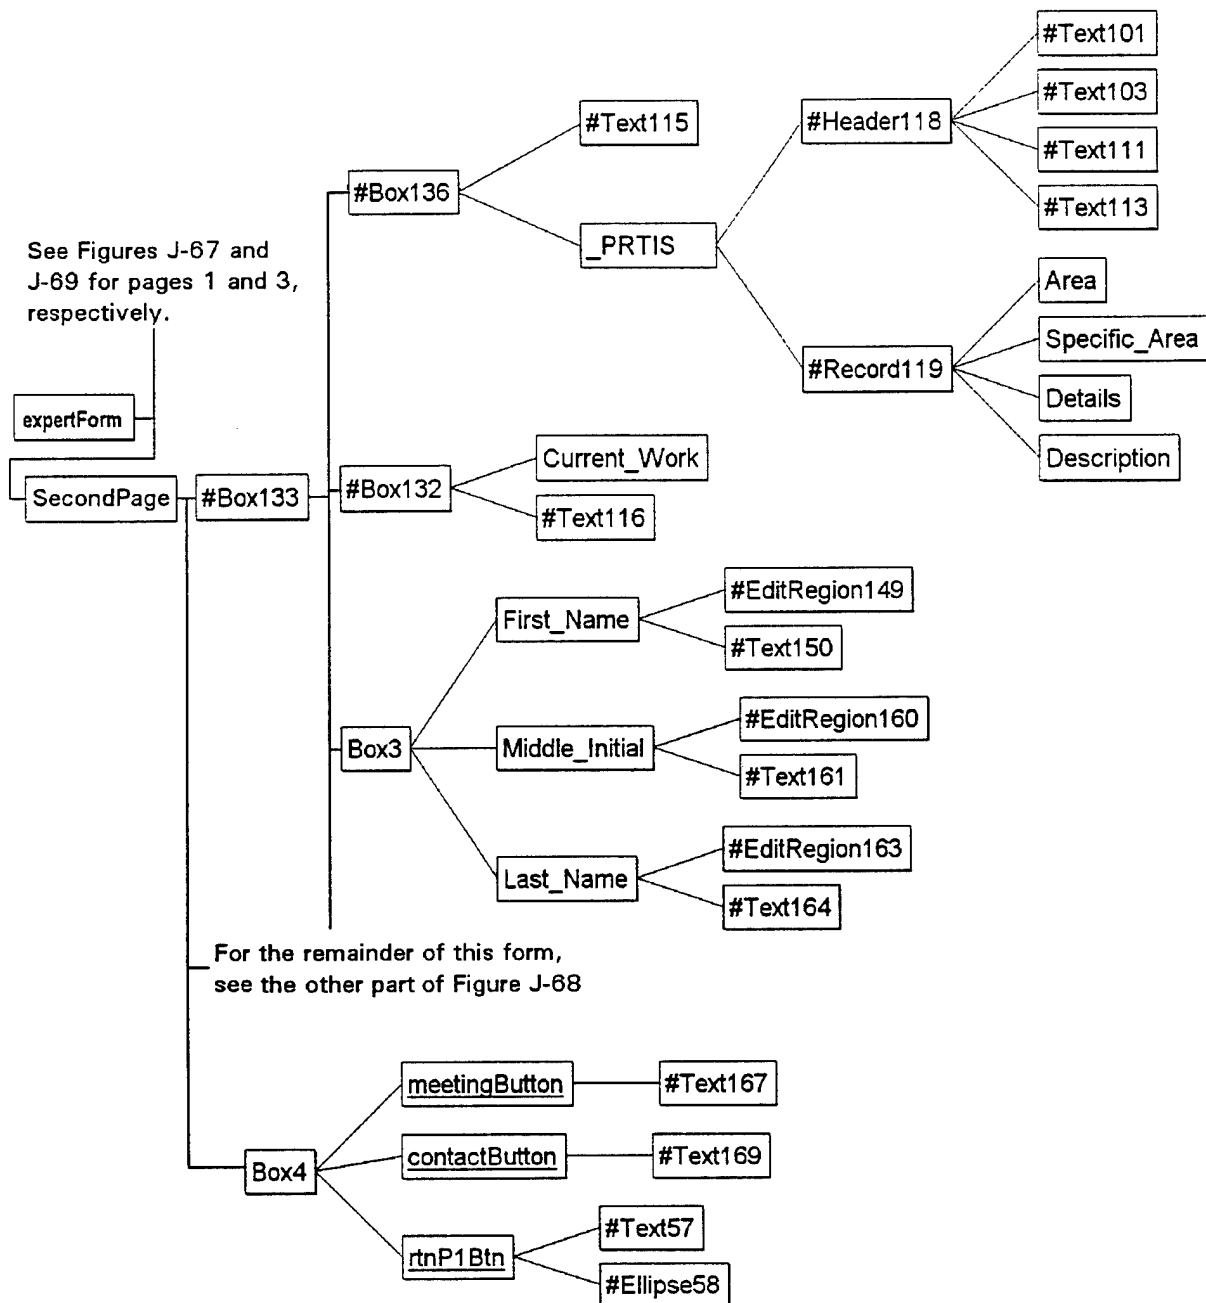 #Text101
#Text103
#Header118
#Text115
#Text111
#Box136
#Text113
_PRTIS
See Figures J-67 and
J-69 for pages 1 and 3,
respectively.
Area
Specific_Area
#Record119
Details
expertForm
Description
Current_Work
SecondPage
#Box133
#Box132
#Text116
#EditRegion149
First_Name
#Text150
#EditRegion160
Box3
Middle_Initial
#Text161
#EditRegion163
Last_Name
#Text164
For the remainder of this form,
see the other part of Figure J-68
meetingButton
#Text167
contactButton
#Text169
Box4
#Text57
rtnP1Btn
#Ellipse58